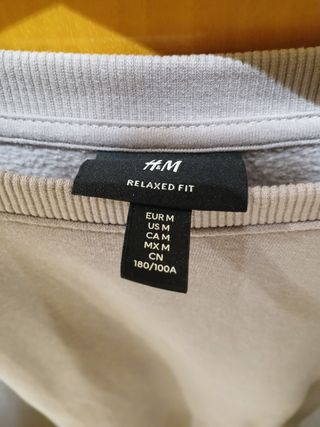 H&M
RELAXED FIT
EUR M
US M
CA M
MX M
CN
180/100A